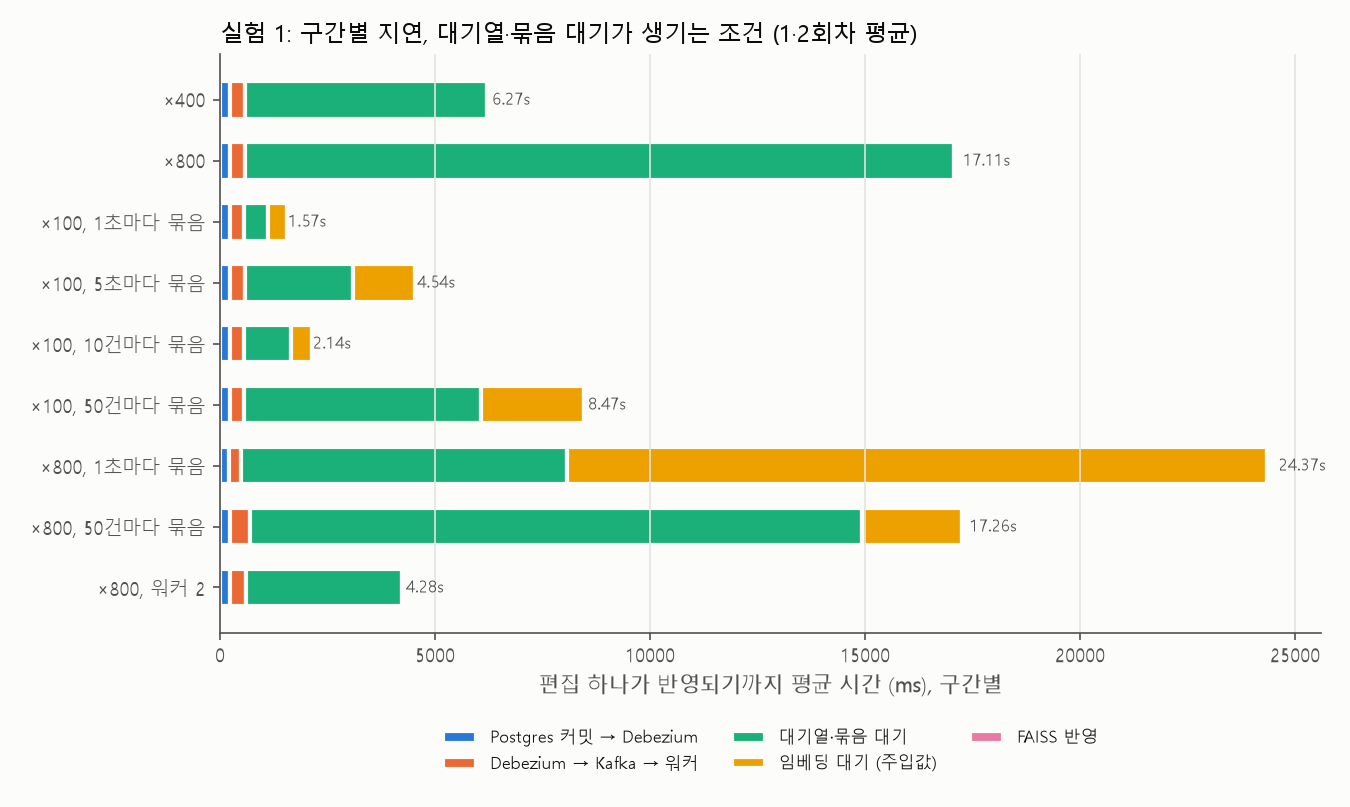 실험 1: 구간별 지연, 대기열·묶음 대기가 생기는 조건 (1·2회차 평균)
×400
6.27s
×800
17.11s
×100, 1초마다 묶음
1.57s
×100, 5초마다 묶음
4.54s
×100, 10건마다 묶음
2.14s
×100, 50건마다 묶음
8.47s
×800, 1초마다 묶음
24.37s
×800, 50건마다 묶음
17.26s
×800, 워커 2
4.28s
0 5000 10000 15000 20000 25000
편집 하나가 반영되기까지 평균 시간 (ms), 구간별
Postgres 커밋 → Debezium
대기열·묶음 대기
FAISS 반영
Debezium → Kafka → 워커
임베딩 대기 (주입값)